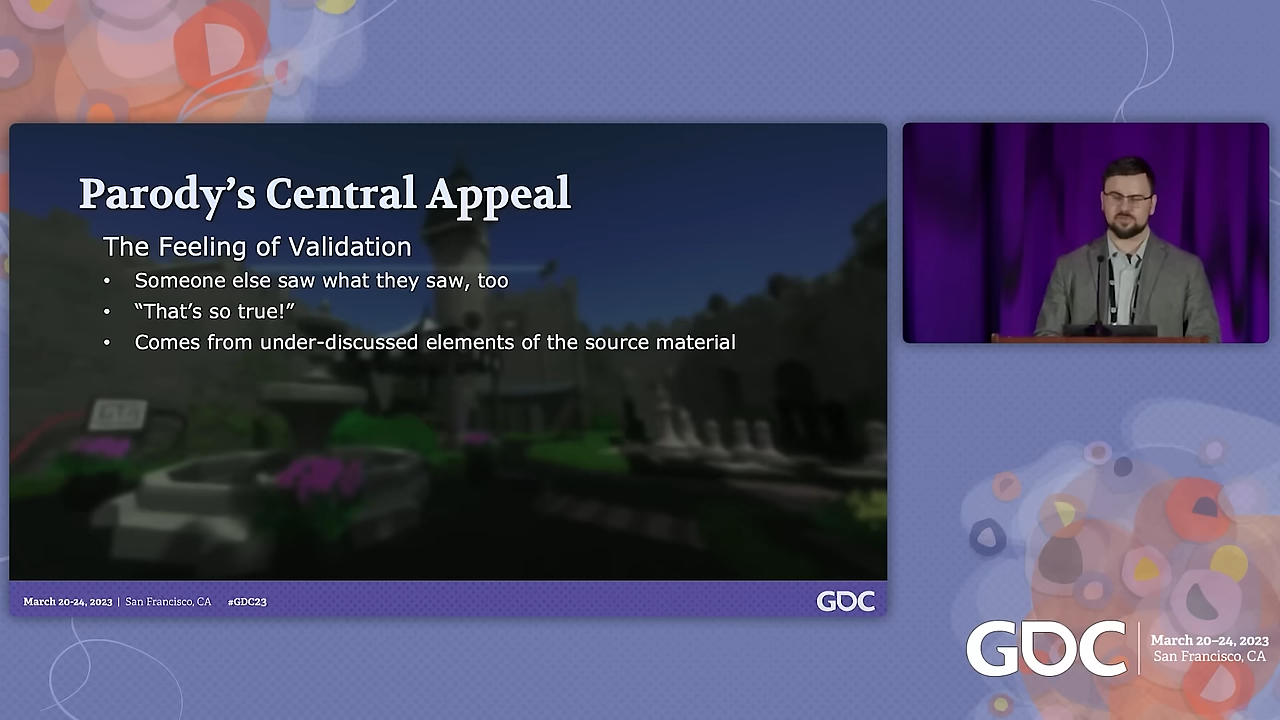 Parody’s Central Appeal
The Feeling of Validation
• Someone else saw what they saw, too
• “That’s so true!”
• Comes from under-discussed elements of the source material
March 20-24, 2023 | San Francisco, CA #GDC23
GDC
GDC
March 20–24, 2023
San Francisco, CA